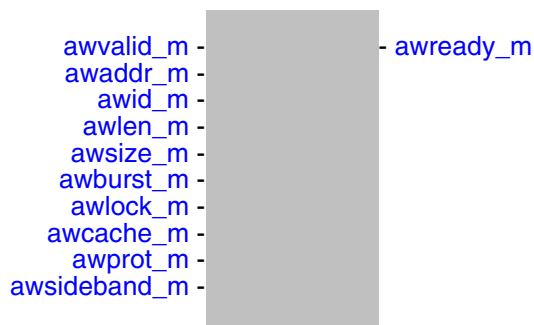 awvalid_m - - awready_m
awaddr_m -
awid_m -
awlen_m -
awsize_m -
awburst_m -
awlock_m -
awcache_m -
awprot_m -
awsideband_m -